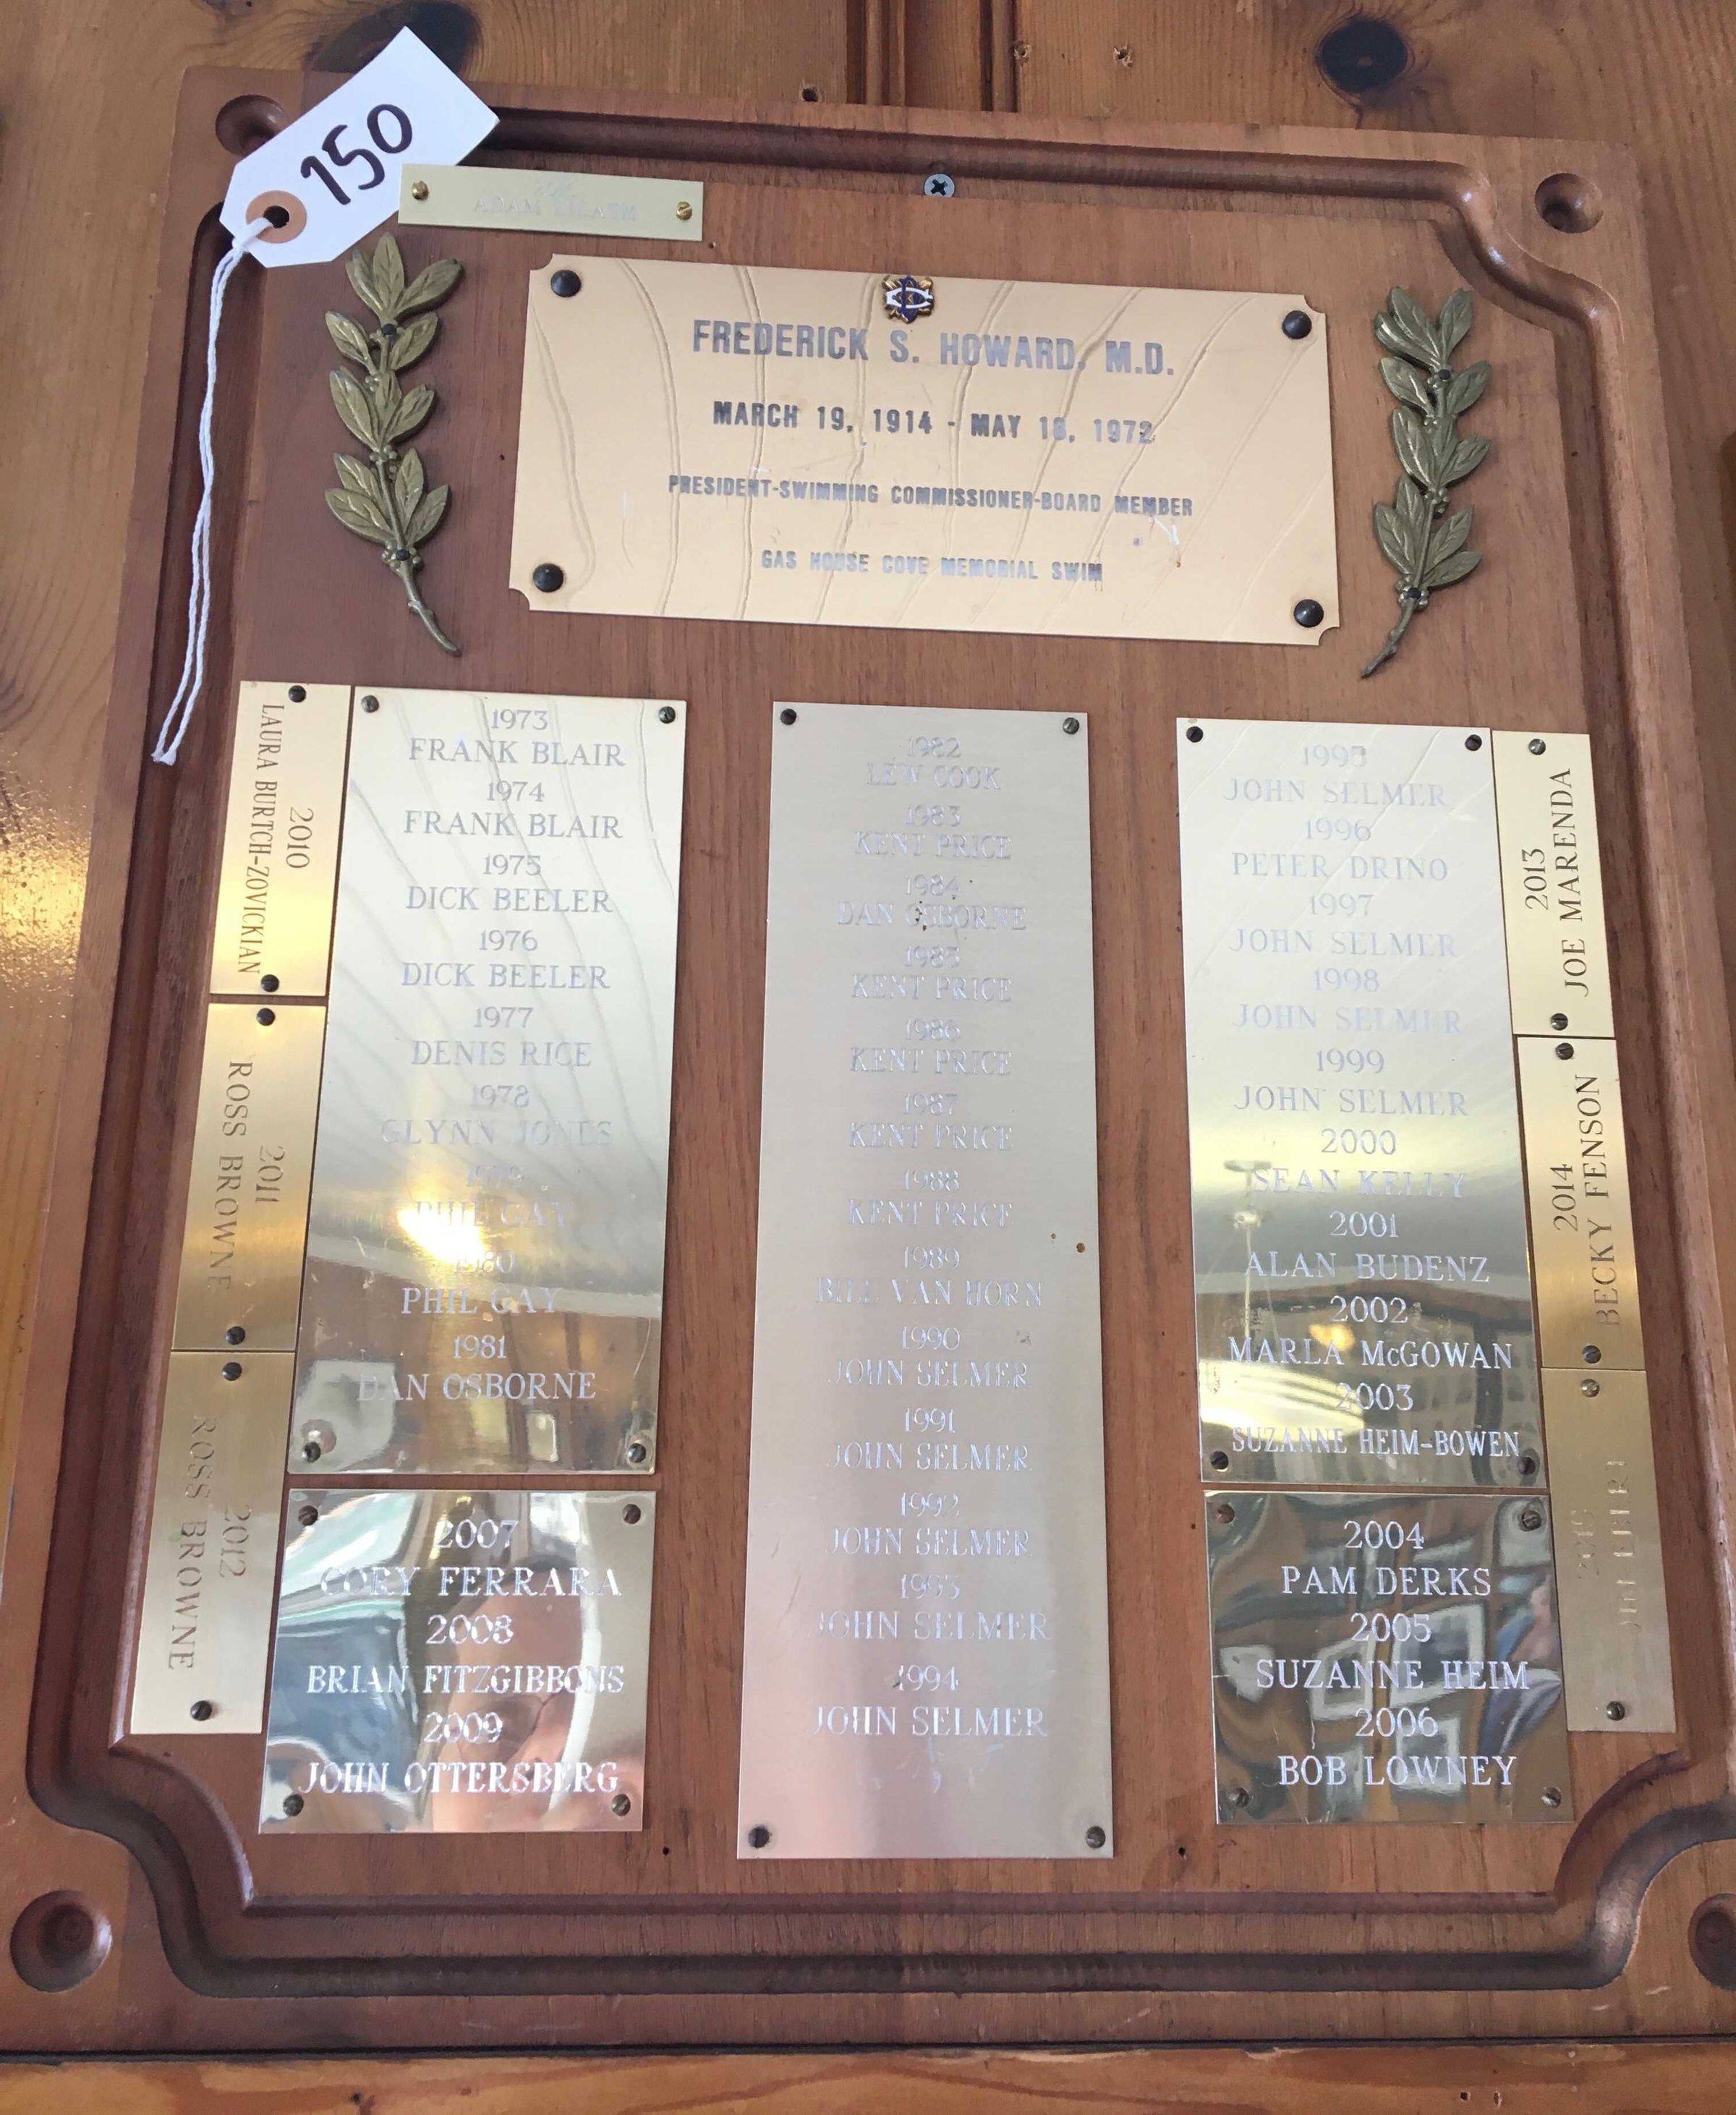 150
ADAM
FREDERICK S. HOWARD, M.D.
MARCH 19, 1914 - MAY 18, 1972
PRESIDENT-SWIMMING COMMISSIONER-BOARD MEMBER
GAS HOUSE COVE MEMORIAL SWIM
2010
LAURA BURTCH-ZOVICKIAN
2011
ROSS BROWNE
2012
ROSS BROWNE
1973
FRANK BLAIR
1974
FRANK BLAIR
1975
DICK BEELER
1976
DICK BEELER
1977
DENIS RICE
1978
GLYNN JONES
1979
PHIL GAY
1980
PHIL GAY
1981
DAN OSBORNE
2007
CORY FERRARA
2008
BRIAN FITZGIBBONS
2009
JOHN OTTERSBERG
1982
LEW COOK
1983
KENT PRICE
1984
DAN OSBORNE
1985
KENT PRICE
1986
KENT PRICE
1987
KENT PRICE
1988
KENT PRICE
1989
BILL VAN HORN
1990
JOHN SELMER
1991
JOHN SELMER
1992
JOHN SELMER
1993
JOHN SELMER
1994
JOHN SELMER
1995
JOHN SELMER
1996
PETER DRINO
1997
JOHN SELMER
1998
JOHN SELMER
1999
JOHN SELMER
2000
SEAN KELLY
2001
ALAN BUDENZ
2002
MARLA McGOWAN
2003
SUZANNE HEIM-BOWEN
2004
PAM DERKS
2005
SUZANNE HEIM
2006
BOB LOWNEY
2013
JOE MARENDA
2014
BECKY FENSON
2015